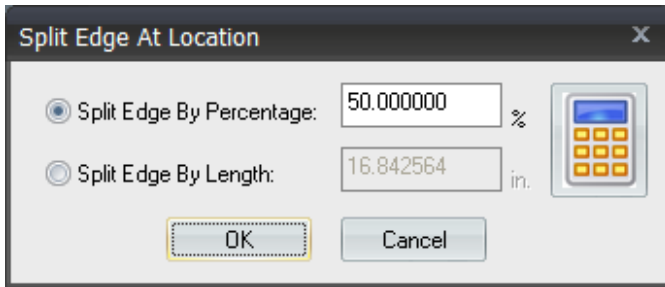 Split Edge At Location
Split Edge By Percentage: 50.000000 %
Split Edge By Length: 16.842564 in.
OK Cancel